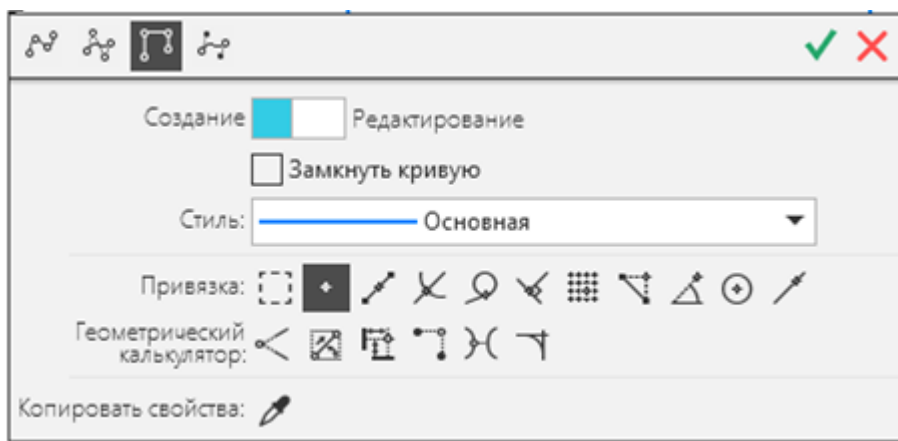 Создание Редактирование
Замкнуть кривую
Стиль: Основная
Привязка:
Геометрический
калькулятор:
Копировать свойства: